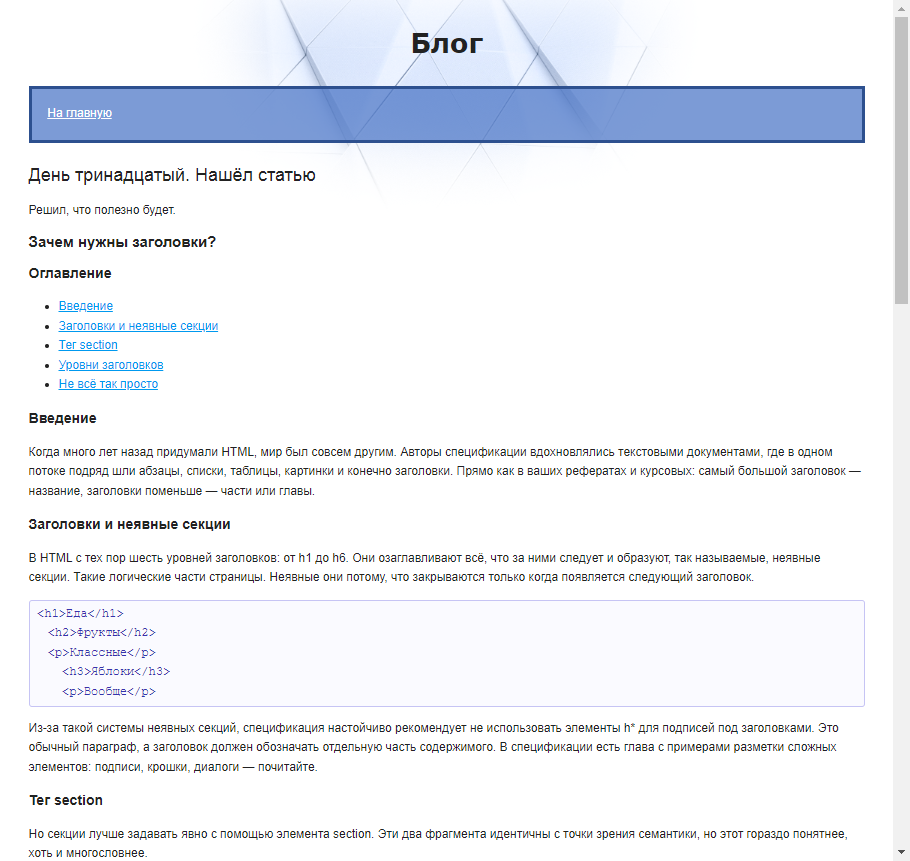 Блог
На главную
День тринадцатый. Нашёл статью
Решил, что полезно будет.
Зачем нужны заголовки?
Оглавление
Введение
Заголовки и неявные секции
Тег section
Уровни заголовков
Не всё так просто
Введение
Когда много лет назад придумали HTML, мир был совсем другим. Авторы спецификации вдохновлялись текстовыми документами, где в одном
потоке подряд шли абзацы, списки, таблицы, картинки и конечно заголовки. Прямо как в ваших рефератах и курсовых: самый большой заголовок —
название, заголовки поменьше — части или главы.
Заголовки и неявные секции
В HTML с тех пор шесть уровней заголовков: от h1 до h6. Они озаглавливают всё, что за ними следует и образуют, так называемые, неявные
секции. Такие логические части страницы. Неявные они потому, что закрываются только когда появляется следующий заголовок.
<h1>Еда</h1>
<h2>Фрукты</h2>
<p>Классные</p>
<h3>Яблоки</h3>
<p>Вообще</p>
Из-за такой системы неявных секций, спецификация настойчиво рекомендует не использовать элементы h* для подписей под заголовками. Это
обычный параграф, а заголовок должен обозначать отдельную часть содержимого. В спецификации есть глава с примерами разметки сложных
элементов: подписи, крошки, диалоги — почитайте.
Тег section
Но секции лучше задавать явно с помощью элемента section. Эти два фрагмента идентичны с точки зрения семантики, но этот гораздо понятнее,
хоть и многословнее.